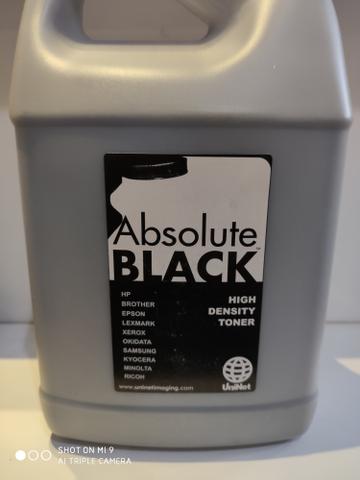 Absolute™
BLACK
HP
BROTHER
EPSON
LEXMARK
XEROX
OKIDATA
SAMSUNG
KYOCERA
MINOLTA
RICOH
HIGH
DENSITY
TONER
UniNet
www.uninetimaging.com
SHOT ON MI 9
AI TRIPLE CAMERA